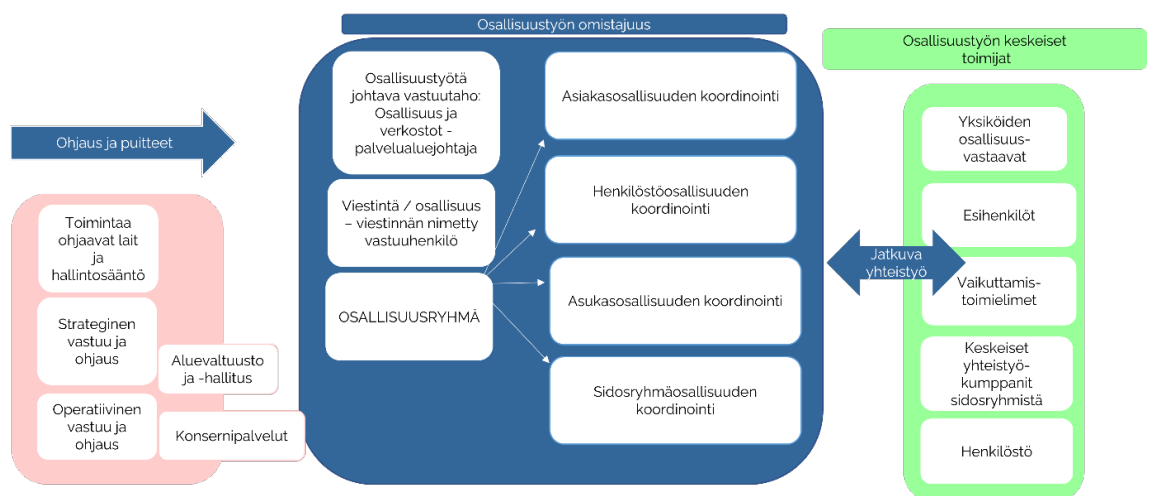 Osallisuustyön omistajuus
Osallisuustyön keskeiset
toimijat
Ohjaus ja puitteet
Toimintaa
ohjaavat lait
ja
hallintosääntö
Strateginen
vastuu ja
ohjaus
Aluevaltuusto
ja -hallitus
Operatiivinen
vastuu ja
ohjaus
Konsernipalvelut
Osallisuustyötä
johtava vastuutaho:
Osallisuus ja
verkostot -
palvelualuejohtaja
Viestintä / osallisuus
– viestinnän nimetty
vastuuhenkilö
OSALLISUUSRYHMÄ
Asiakasosallisuuden koordinointi
Henkilöstöosallisuuden
koordinointi
Asukasosallisuuden koordinointi
Sidosryhmäosallisuuden
koordinointi
Jatkuva
yhteistyö
Yksiköiden
osallisuus-
vastaavat
Esihenkilöt
Vaikuttamis-
toimielimet
Keskeiset
yhteistyö-
kumppanit
sidosryhmistä
Henkilöstö